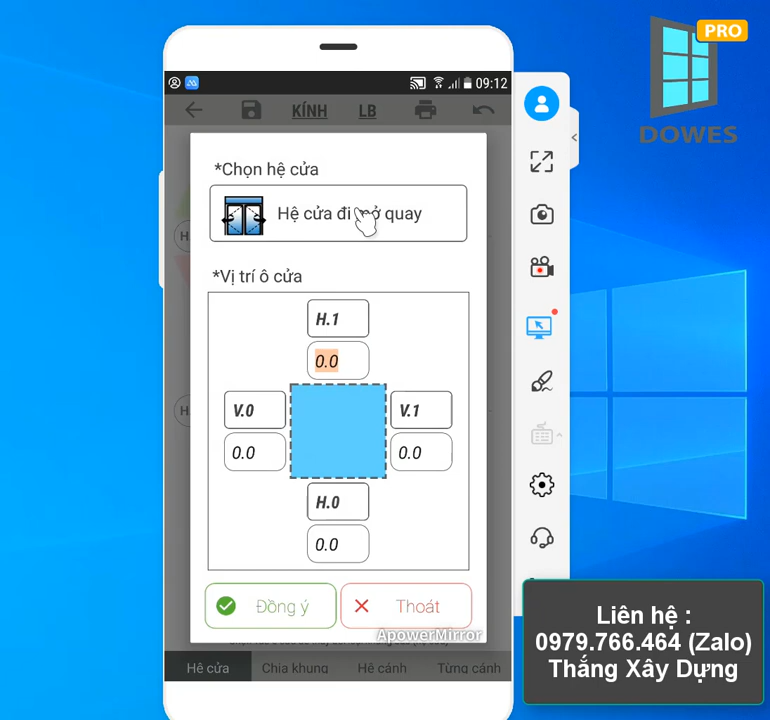 PRO
DOWES
09:12
KÍNH
LB
*Chọn hệ cửa
Hệ cửa đi mở quay
*Vị trí ô cửa
H.1
0.0
V.0
V.1
0.0
0.0
H.0
0.0
Đồng ý
Thoát
ApowerMirror
Hệ cửa
Chia khung
Hệ cánh
Từng cánh
Liên hệ :
0979.766.464 (Zalo)
Thắng Xây Dựng